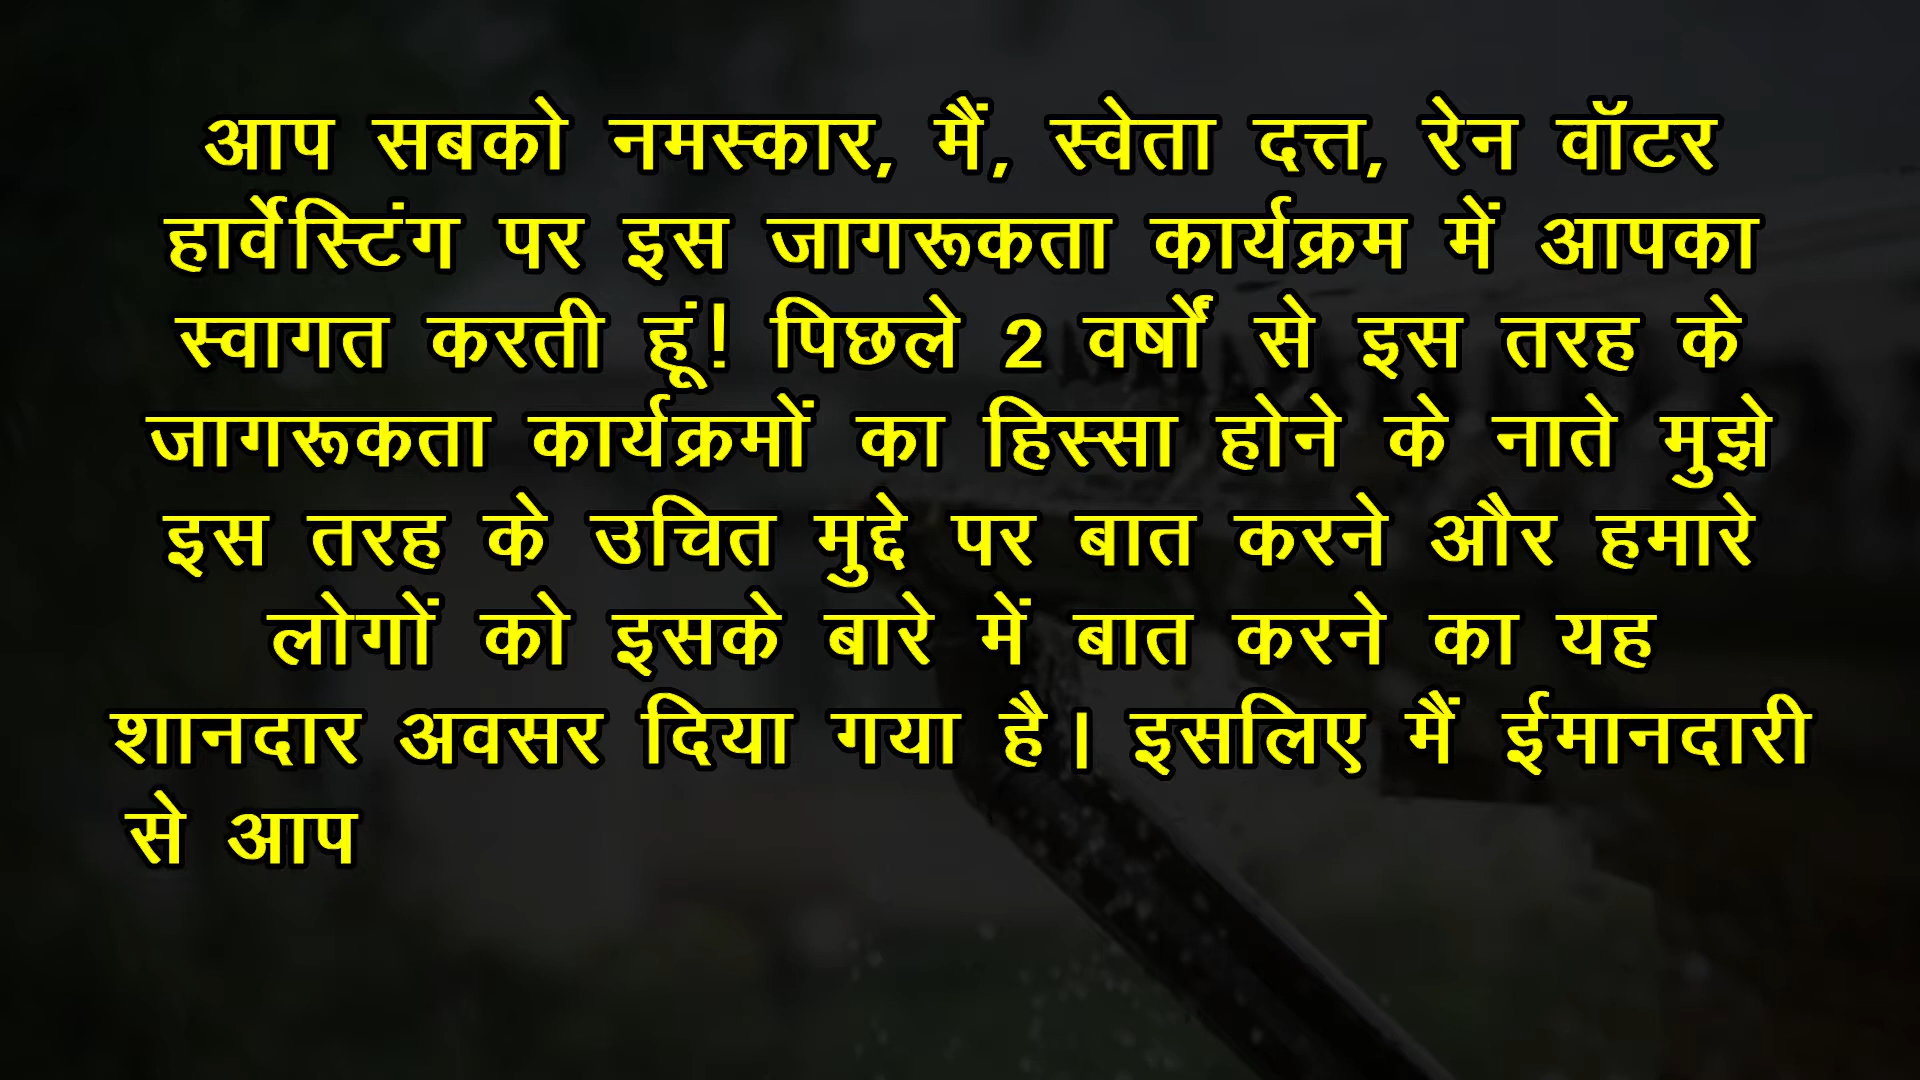 आप सबको नमस्कार, मैं, स्वेता दत्त, रेन वॉटर
हार्वेस्टिंग पर इस जागरूकता कार्यक्रम में आपका
स्वागत करती हूं! पिछले 2 वर्षों से इस तरह के
जागरूकता कार्यक्रमों का हिस्सा होने के नाते मुझे
इस तरह के उचित मुद्दे पर बात करने और हमारे
लोगों को इसके बारे में बात करने का यह
शानदार अवसर दिया गया है। इसलिए मैं ईमानदारी
से आप